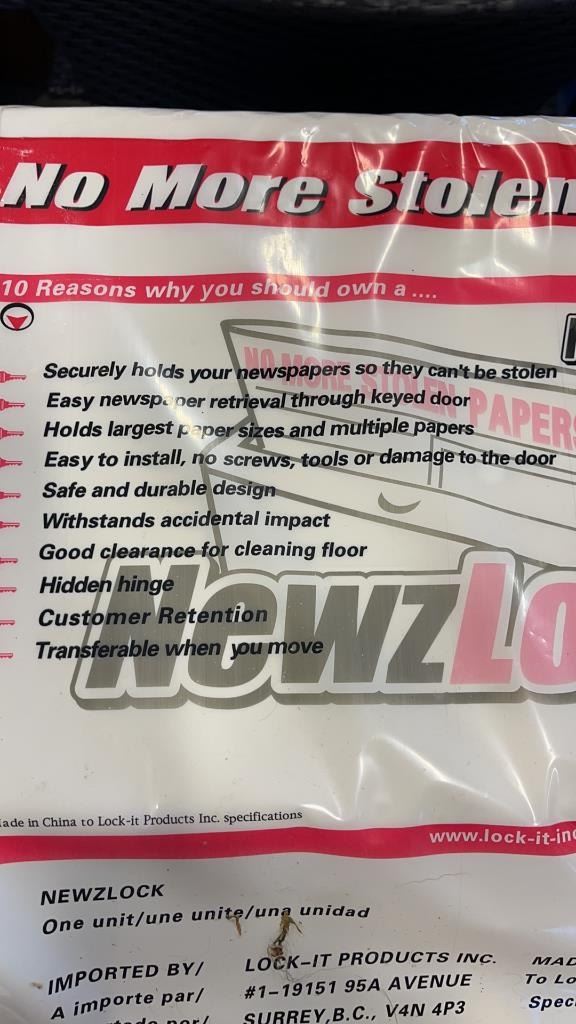 No More Stolen
10 Reasons why you should own a ....
NO MORE STOLEN PAPERS
Securely holds your newspapers so they can't be stolen
Easy newspaper retrieval through keyed door
Holds largest paper sizes and multiple papers
Easy to install, no screws, tools or damage to the door
Safe and durable design
Withstands accidental impact
Good clearance for cleaning floor
Hidden hinge
Customer Retention
Transferable when you move
NewzLo
ade in China to Lock-it Products Inc. specifications
www.lock-it-inc
NEWZLOCK
One unit/une unite/una unidad
IMPORTED BY/ LOCK-IT PRODUCTS INC. MAD
A importe par/ #1-19151 95A AVENUE To Lo
por/ SURREY,B.C., V4N 4P3 Speci